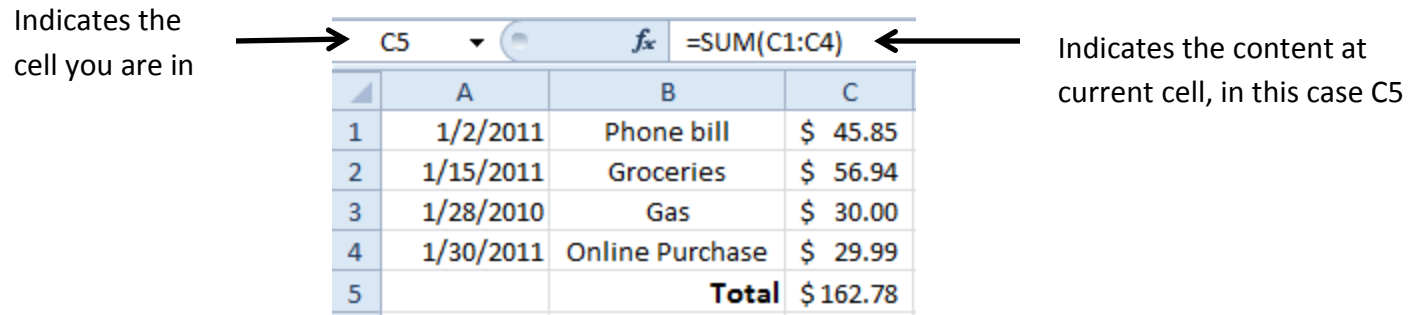 Indicates the
cell you are in
C5 fx =SUM(C1:C4)
Indicates the content at
current cell, in this case C5
A B C
1 1/2/2011 Phone bill $ 45.85
2 1/15/2011 Groceries $ 56.94
3 1/28/2010 Gas $ 30.00
4 1/30/2011 Online Purchase $ 29.99
5 Total $162.78